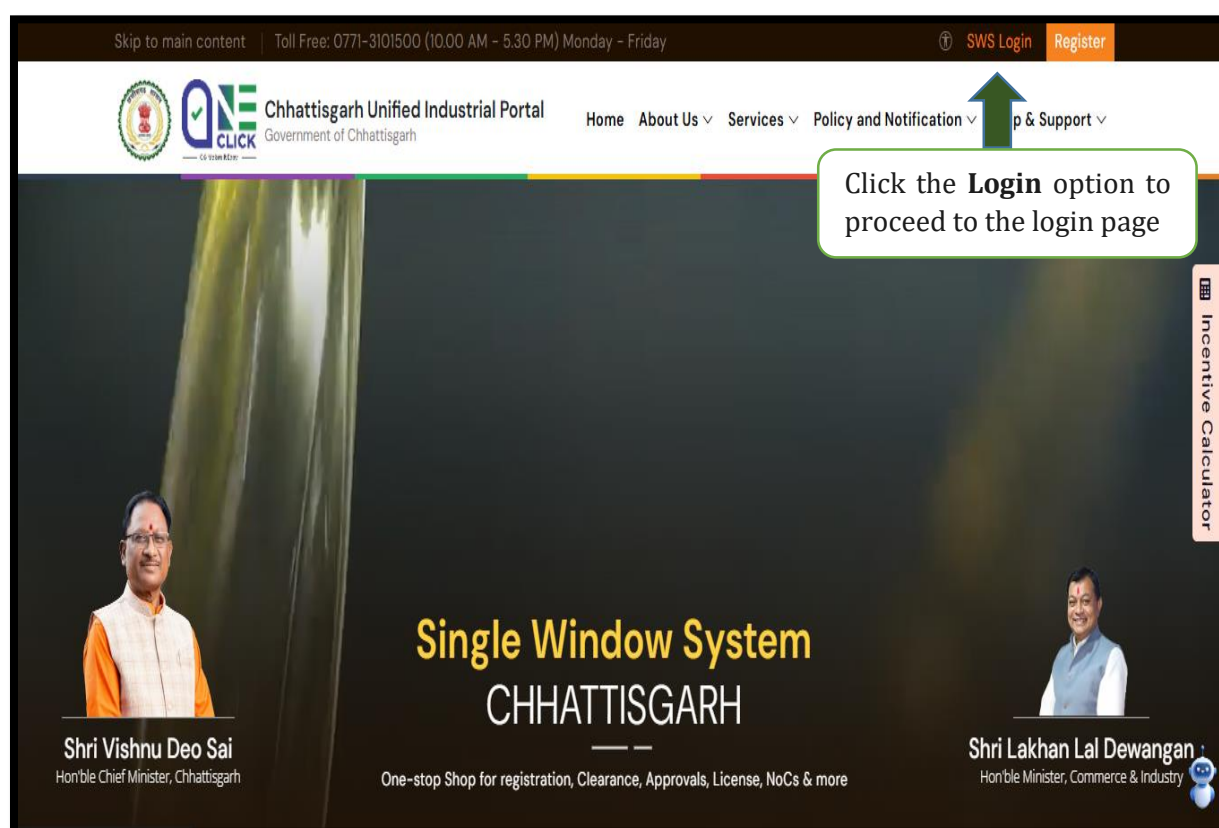 Skip to main content | Toll Free: 0771-3101500 (10.00 AM - 5.30 PM) Monday - Friday
SWS Login Register
ONE
CLICK
Chhattisgarh Unified Industrial Portal
Government of Chhattisgarh
Home About Us Services Policy and Notification & Support
Click the Login option to
proceed to the login page
Incentive Calculator
Single Window System
CHHATTISGARH
One-stop Shop for registration, Clearance, Approvals, License, NoCs & more
Shri Vishnu Deo Sai
Hon'ble Chief Minister, Chhattisgarh
Shri Lakhan Lal Dewangan
Hon'ble Minister, Commerce & Industry